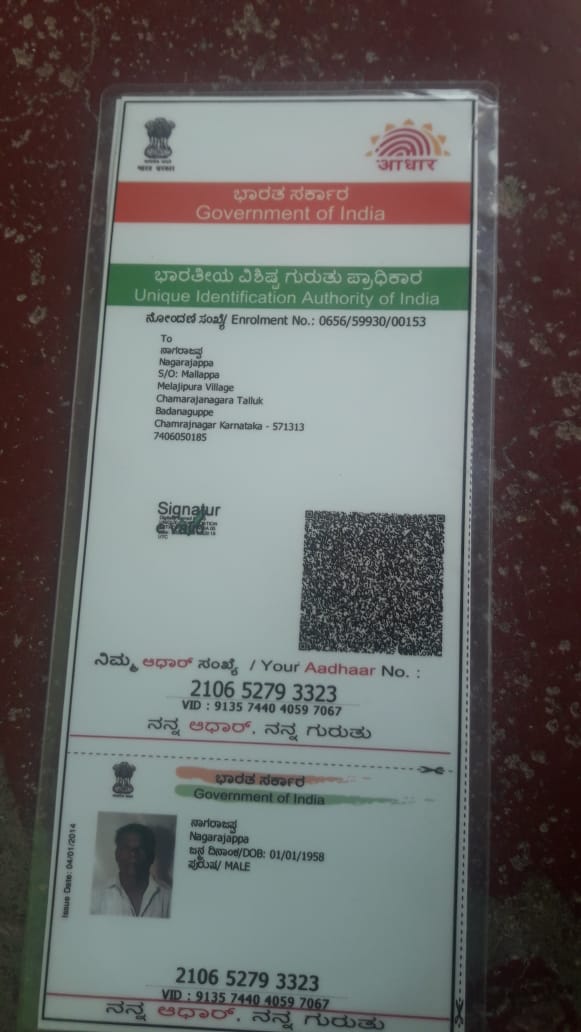 भारत सरकार
आधार
ಭಾರತ ಸರ್ಕಾರ
Government of India
ಭಾರತೀಯ ವಿಶಿಷ್ಟ ಗುರುತು ಪ್ರಾಧಿಕಾರ
Unique Identification Authority of India
ನೋಂದಣಿ ಸಂಖ್ಯೆ/ Enrolment No.: 0656/59930/00153
To
ನಾಗರಾಜಪ್ಪ
Nagarajappa
S/O: Mallappa
Melajipura Village
Chamarajanagara Talluk
Badanaguppe
Chamrajnagar Karnataka - 571313
7406050185
Signatur
ನಿಮ್ಮ ಆಧಾರ್ ಸಂಖ್ಯೆ / Your Aadhaar No. :
2106 5279 3323
VID : 9135 7440 4059 7067
ನನ್ನ ಆಧಾರ್, ನನ್ನ ಗುರುತು
ಭಾರತ ಸರ್ಕಾರ
Government of India
Issue Date: 04/01/2014
ನಾಗರಾಜಪ್ಪ
Nagarajappa
ಜನ್ಮ ದಿನಾಂಕ/DOB: 01/01/1958
ಪುರುಷ/ MALE
2106 5279 3323
VID : 9135 7440 4059 7067
ನನ್ನ ಆಧಾರ್, ನನ್ನ ಗುರುತು